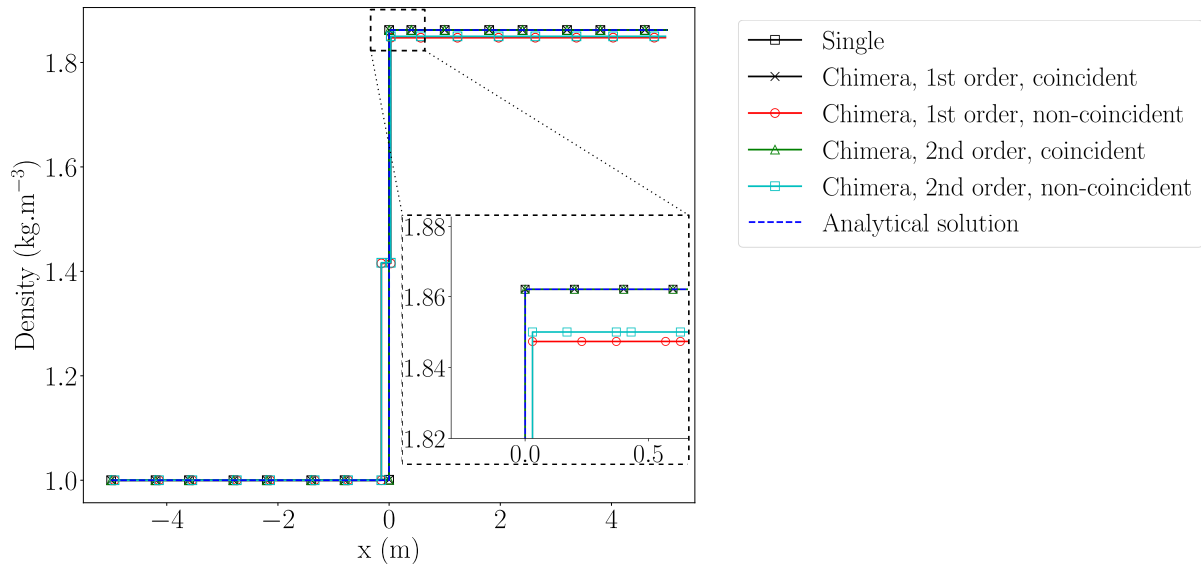 1.8
1.6
1.4
1.2
1.0
Density (kg.m⁻³)
−4
−2
0
2
4
x (m)
1.88
1.86
1.84
1.82
0.0
0.5
Single
Chimera, 1st order, coincident
Chimera, 1st order, non-coincident
Chimera, 2nd order, coincident
Chimera, 2nd order, non-coincident
Analytical solution